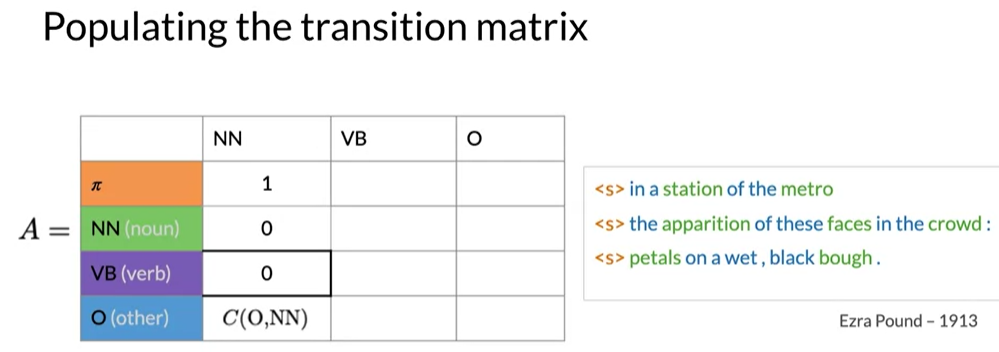 Populating the transition matrix
NN VB O
π 1
<s> in a station of the metro
A = NN (noun) 0
<s> the apparition of these faces in the crowd :
VB (verb) 0
<s> petals on a wet , black bough .
O (other) C(O,NN)
Ezra Pound – 1913